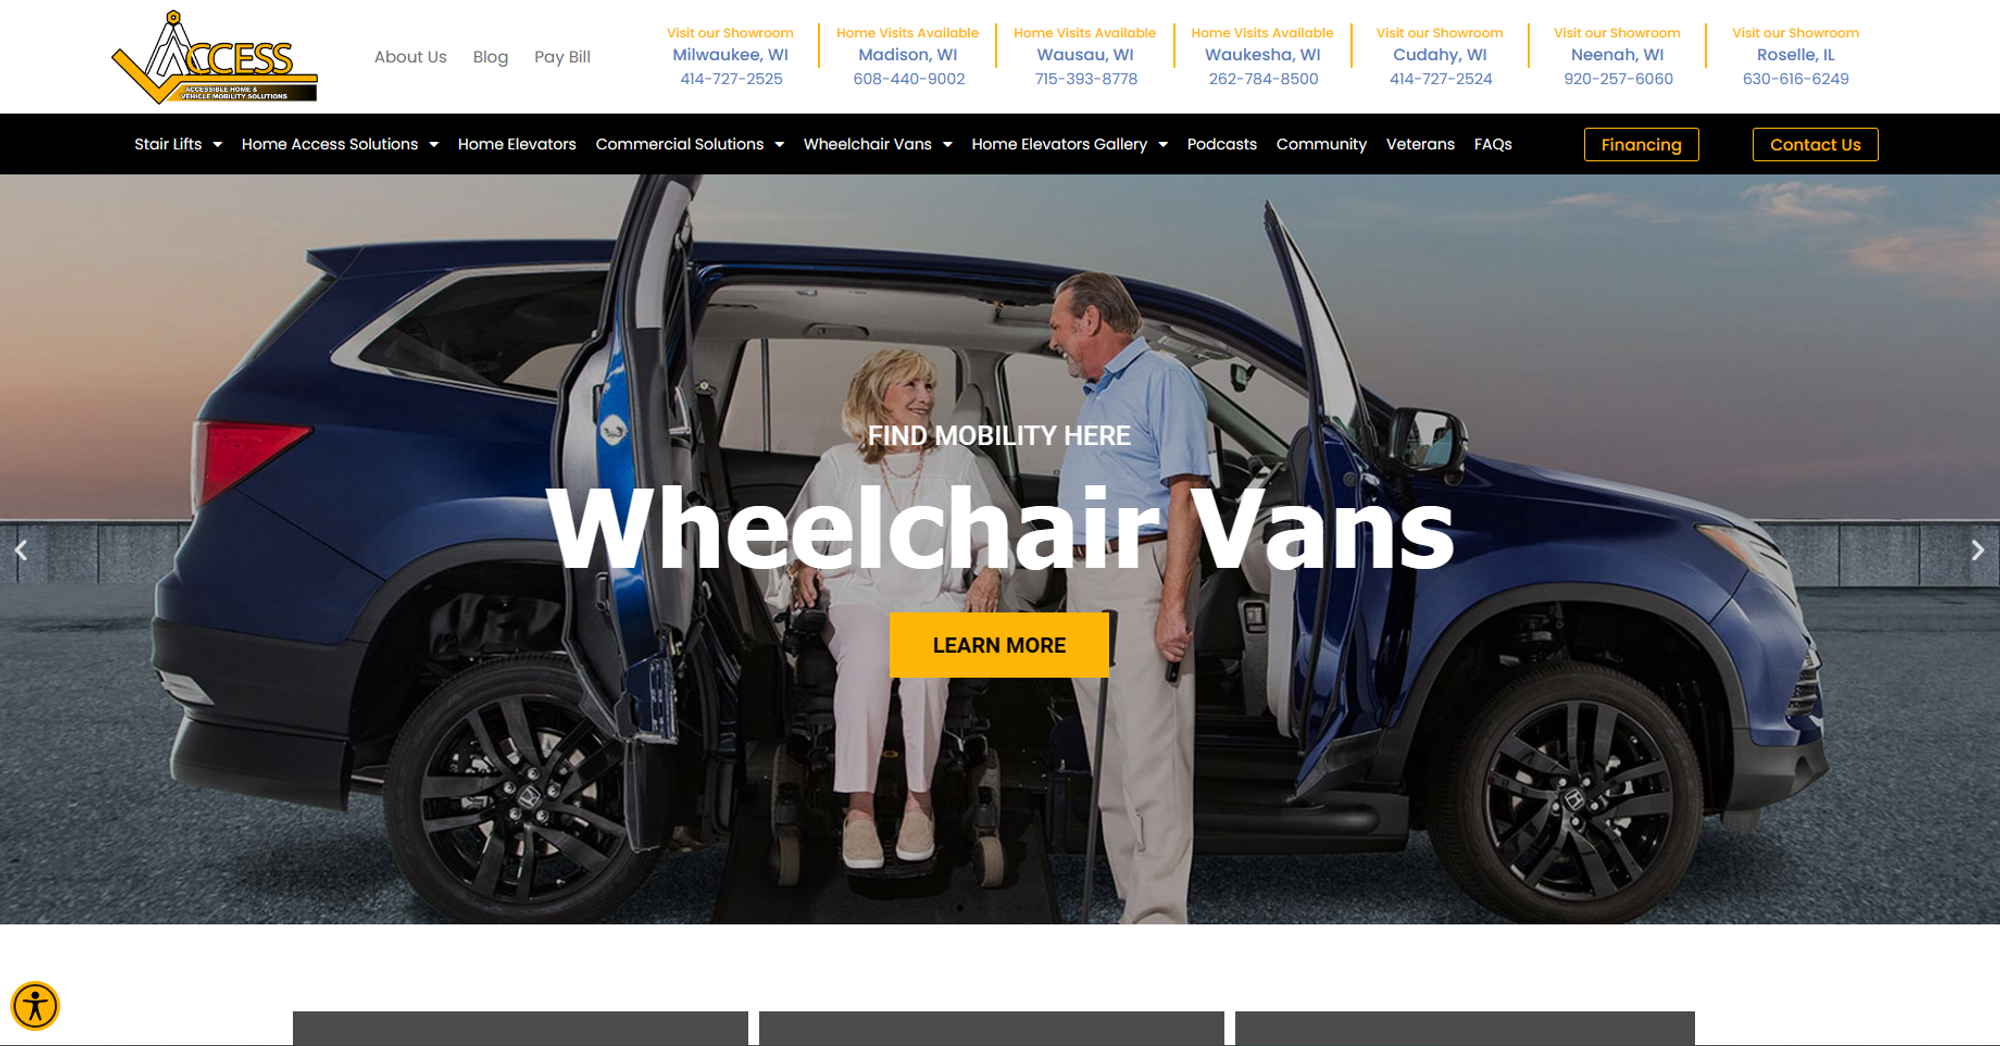 ACCESS
ACCESSIBLE HOME &
VEHICLE MOBILITY SOLUTIONS
About Us
Blog
Pay Bill
Visit our Showroom
Milwaukee, WI
414-727-2525
Home Visits Available
Madison, WI
608-440-9002
Home Visits Available
Wausau, WI
715-393-8778
Home Visits Available
Waukesha, WI
262-784-8500
Visit our Showroom
Cudahy, WI
414-727-2524
Visit our Showroom
Neenah, WI
920-257-6060
Visit our Showroom
Roselle, IL
630-616-6249
Stair Lifts
Home Access Solutions
Home Elevators
Commercial Solutions
Wheelchair Vans
Home Elevators Gallery
Podcasts
Community
Veterans
FAQs
Financing
Contact Us
FIND MOBILITY HERE
Wheelchair Vans
LEARN MORE